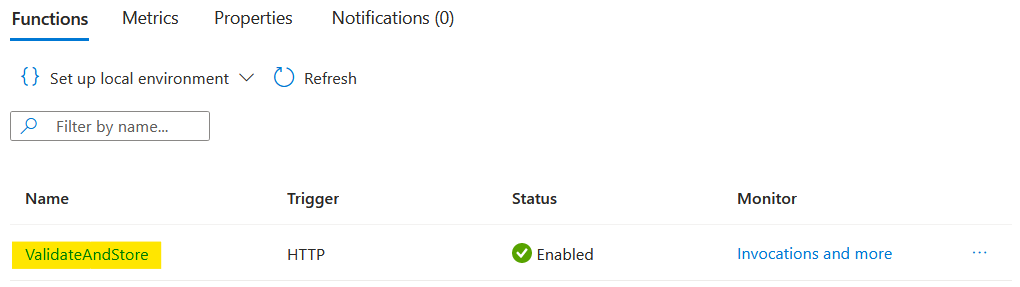 Functions Metrics Properties Notifications (0)
{} Set up local environment Refresh
Filter by name...
Name Trigger Status Monitor
ValidateAndStore HTTP Enabled Invocations and more ...